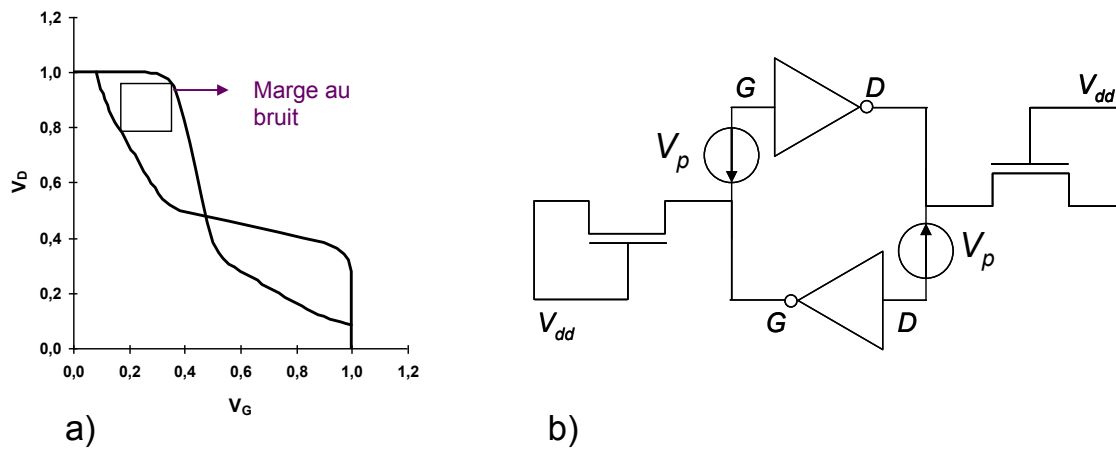 1,2
1,0
0,8
0,6
0,4
0,2
0,0
V_D
0,0 0,2 0,4 0,6 0,8 1,0 1,2
V_G
Marge au
bruit
a)
G D
V_p
V_dd
V_dd
V_p
G D
b)